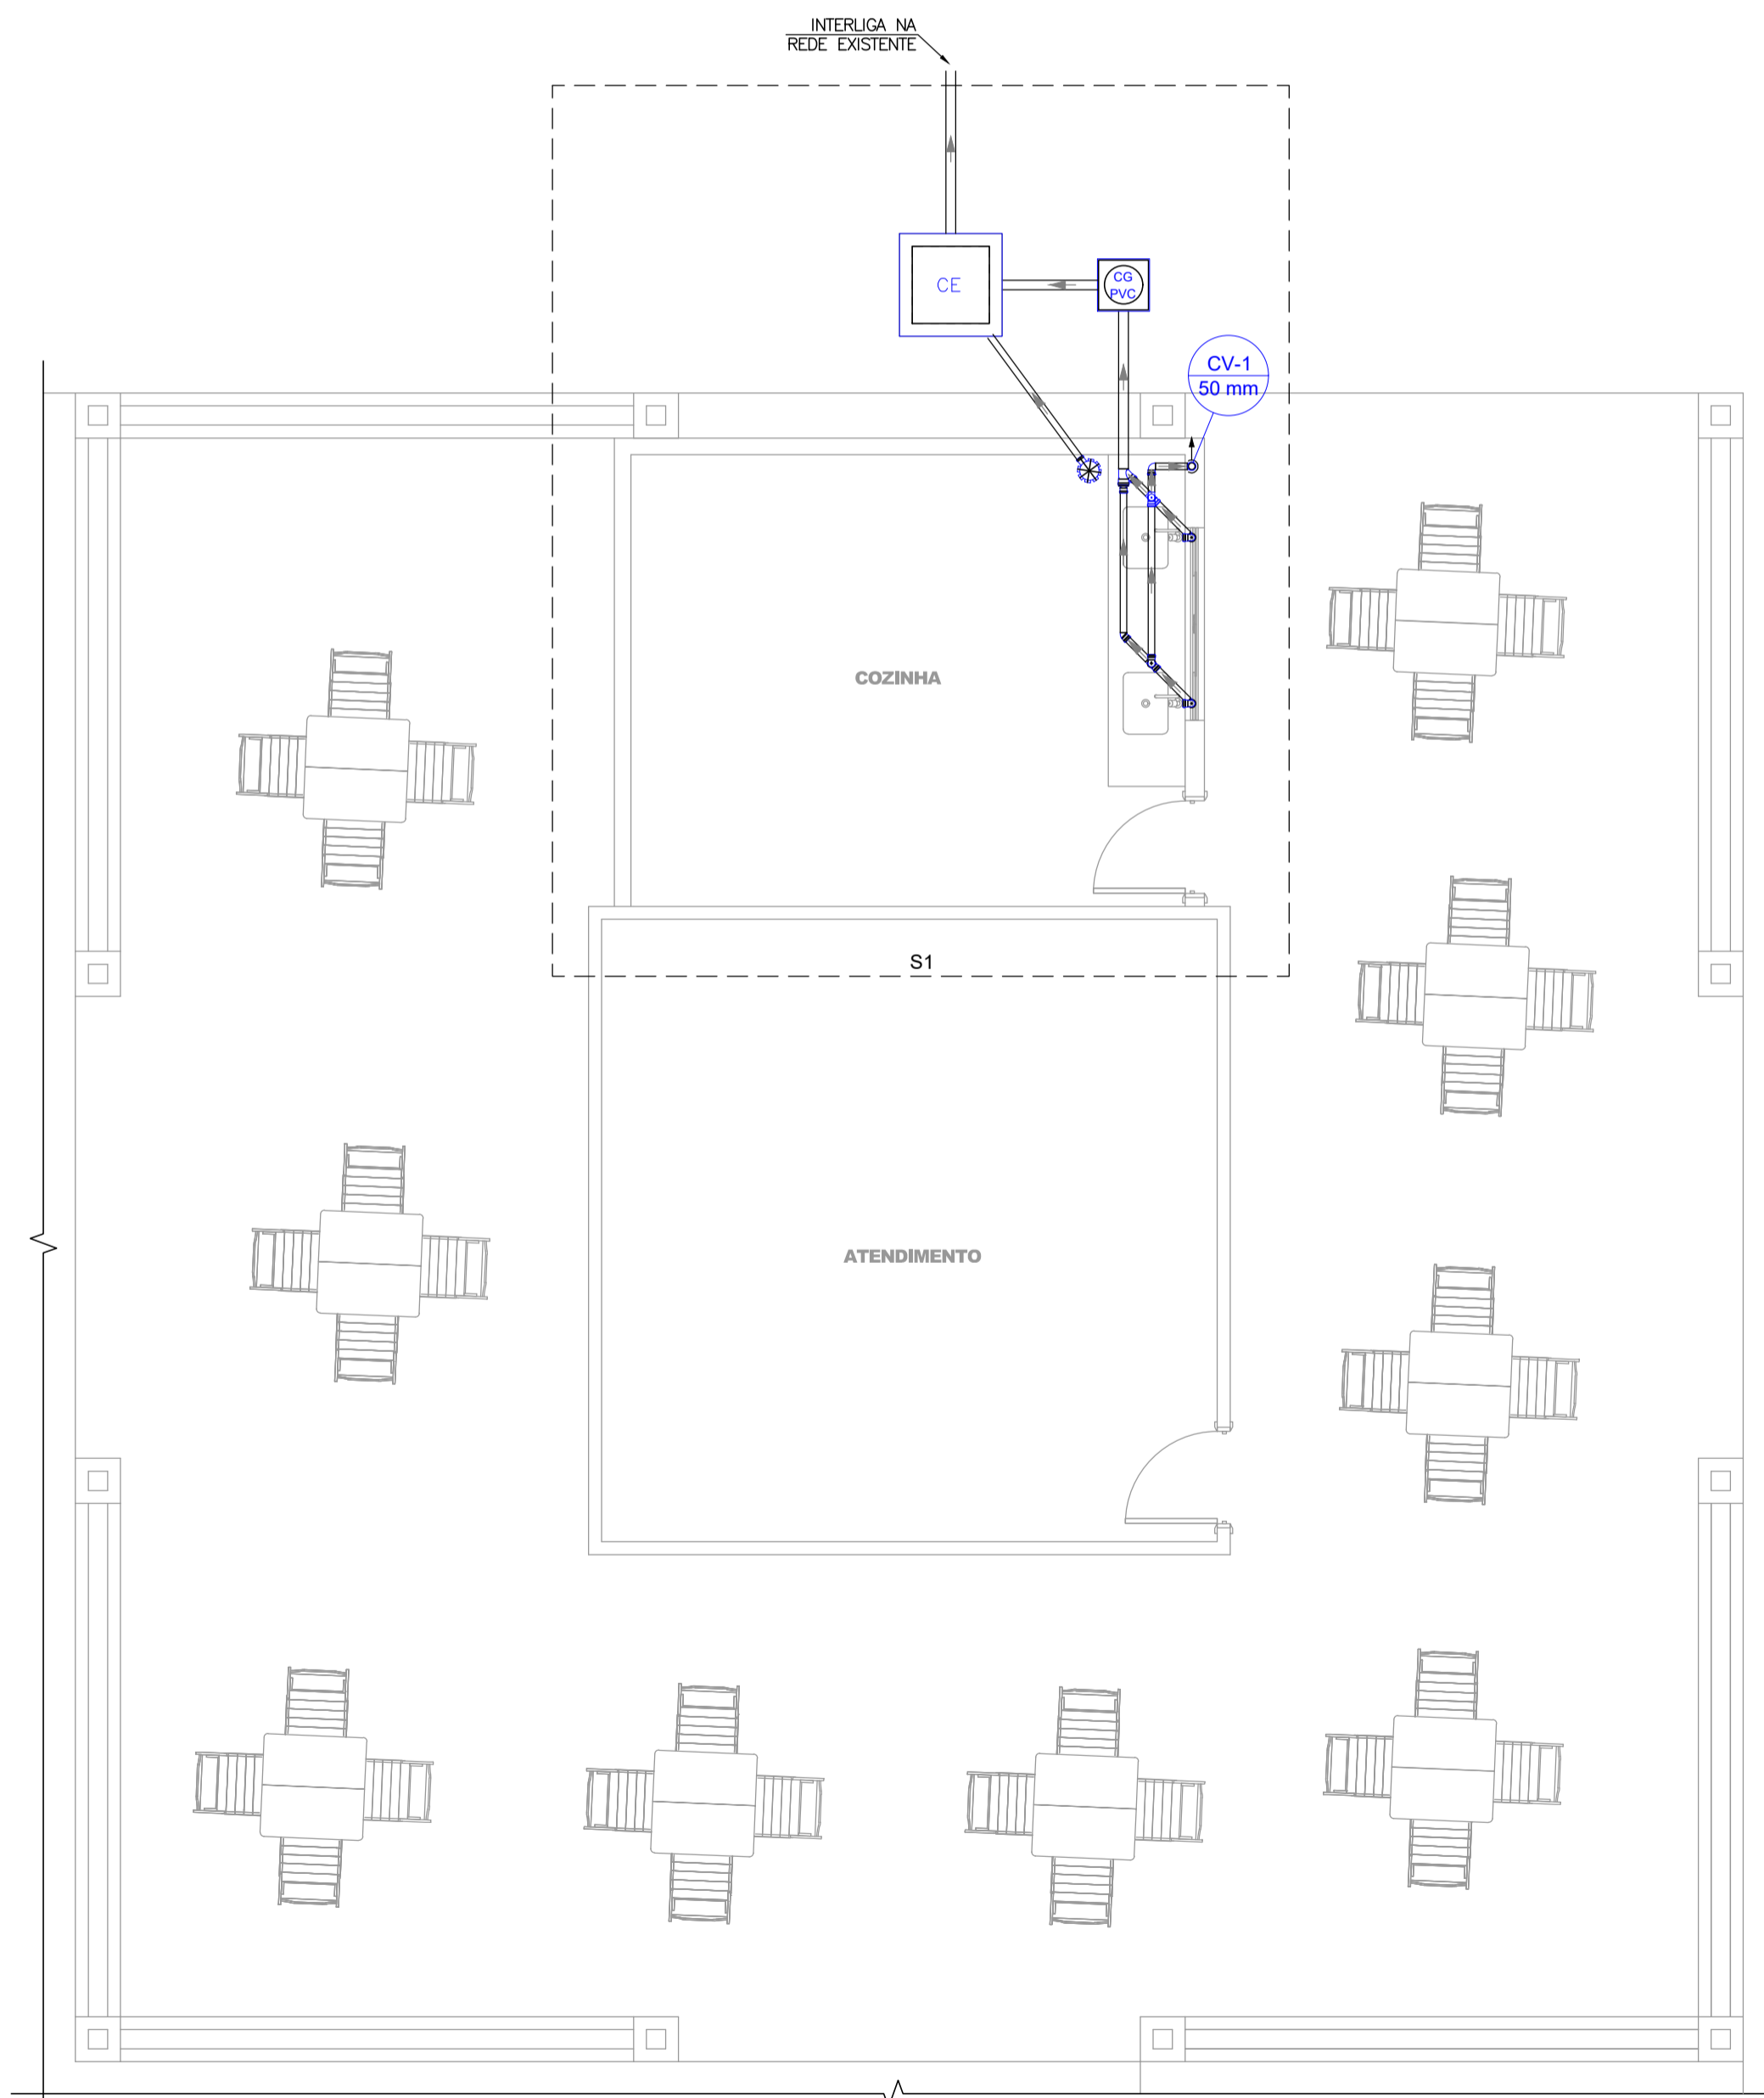 INTERLIGA NA
REDE EXISTENTE
CE
CG
PVC
CV-1
50 mm
COZINHA
S1
ATENDIMENTO